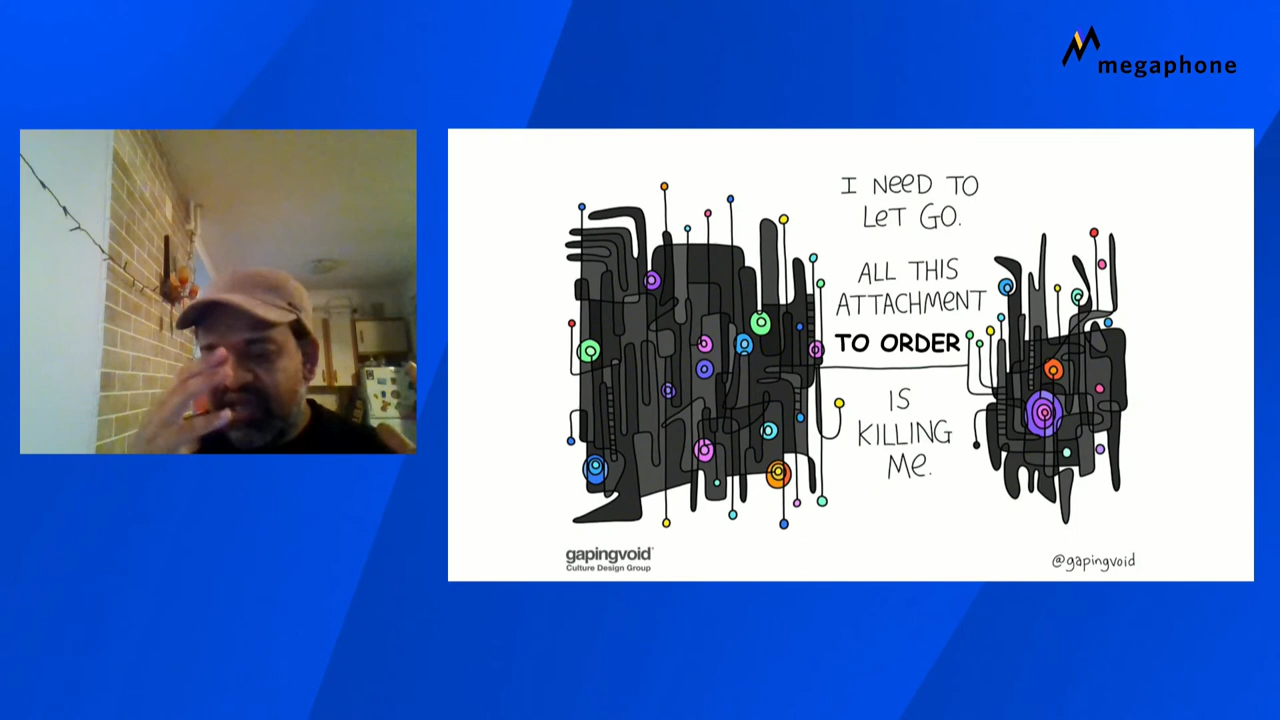 megaphone
I NEED TO
LET GO.
ALL THIS
ATTACHMENT
TO ORDER
IS
KILLING
ME.
gapingvoid
Culture Design Group
@gapingvoid